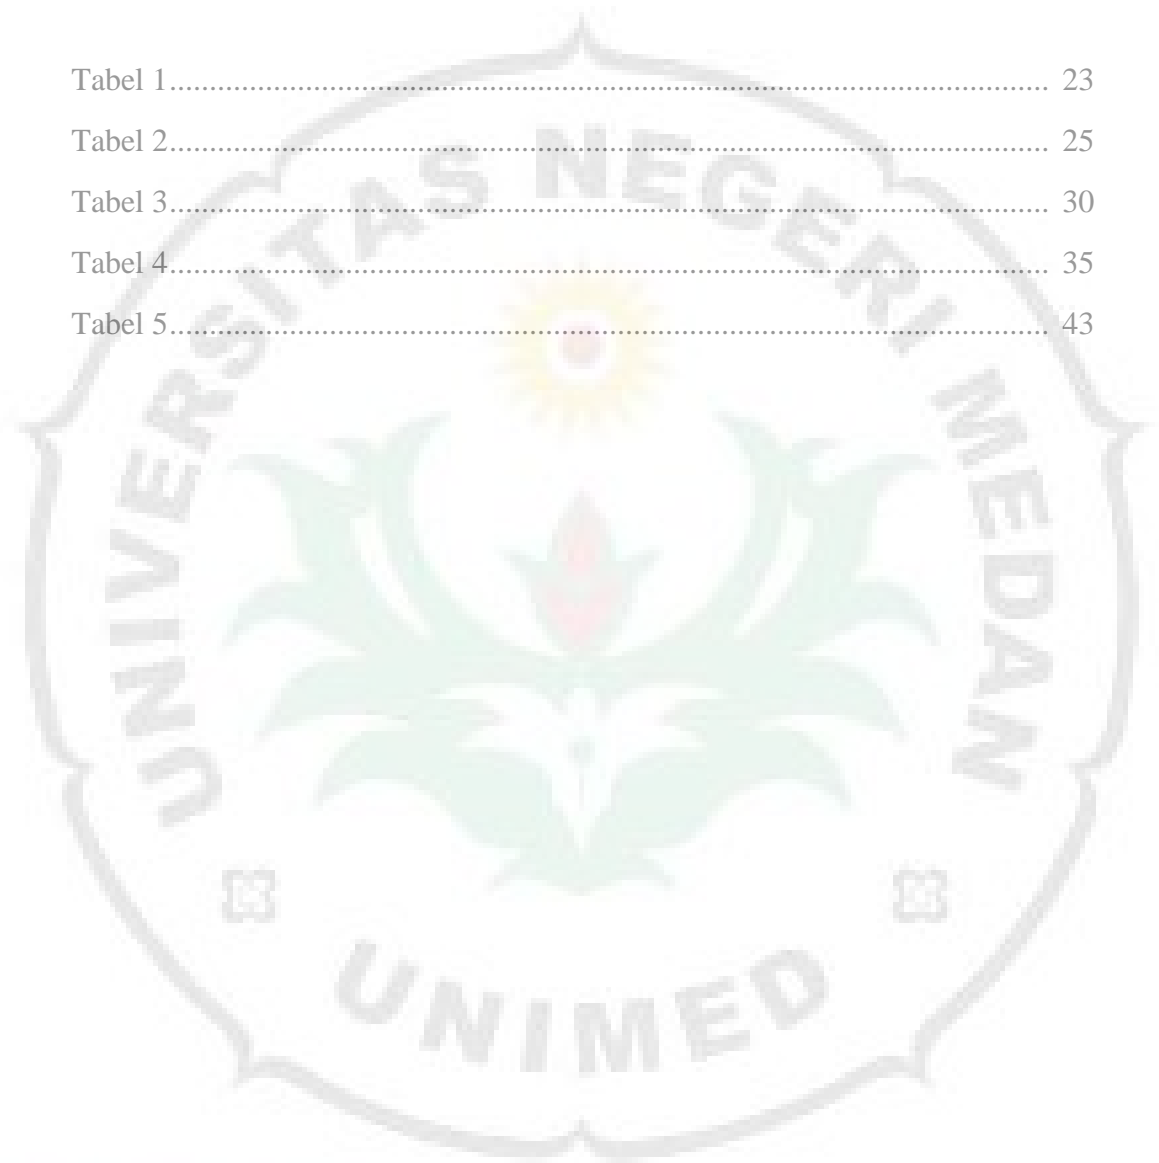 Tabel 1.............................................................................................................. 23
Tabel 2.............................................................................................................. 25
Tabel 3.............................................................................................................. 30
Tabel 4.............................................................................................................. 35
Tabel 5.............................................................................................................. 43
UNIVERSITAS NEGERI MEDAN
UNIMED